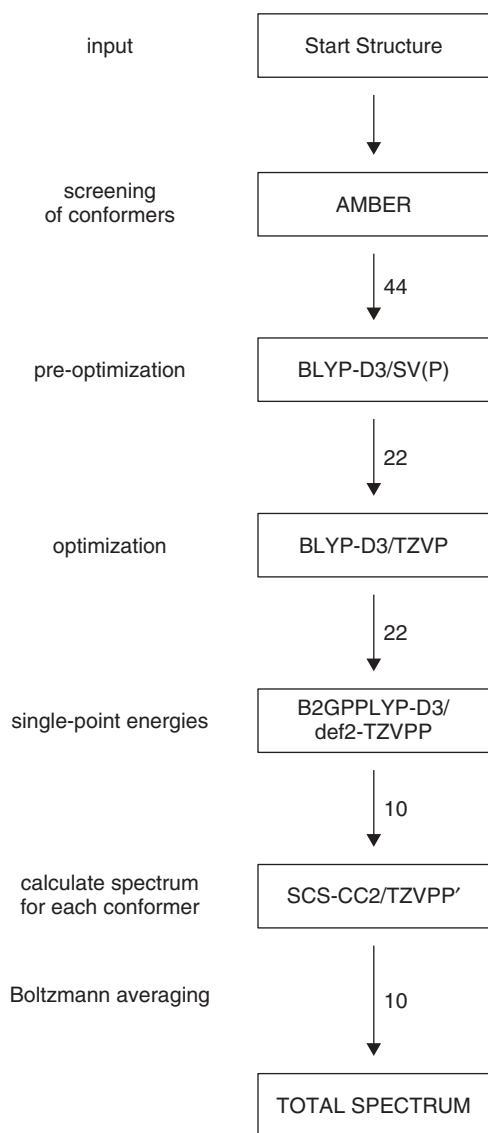 input
Start Structure
screening
of conformers
AMBER
44
pre-optimization
BLYP-D3/SV(P)
22
optimization
BLYP-D3/TZVP
22
single-point energies
B2GPPLYP-D3/
def2-TZVPP
10
calculate spectrum
for each conformer
SCS-CC2/TZVPP′
Boltzmann averaging
10
TOTAL SPECTRUM